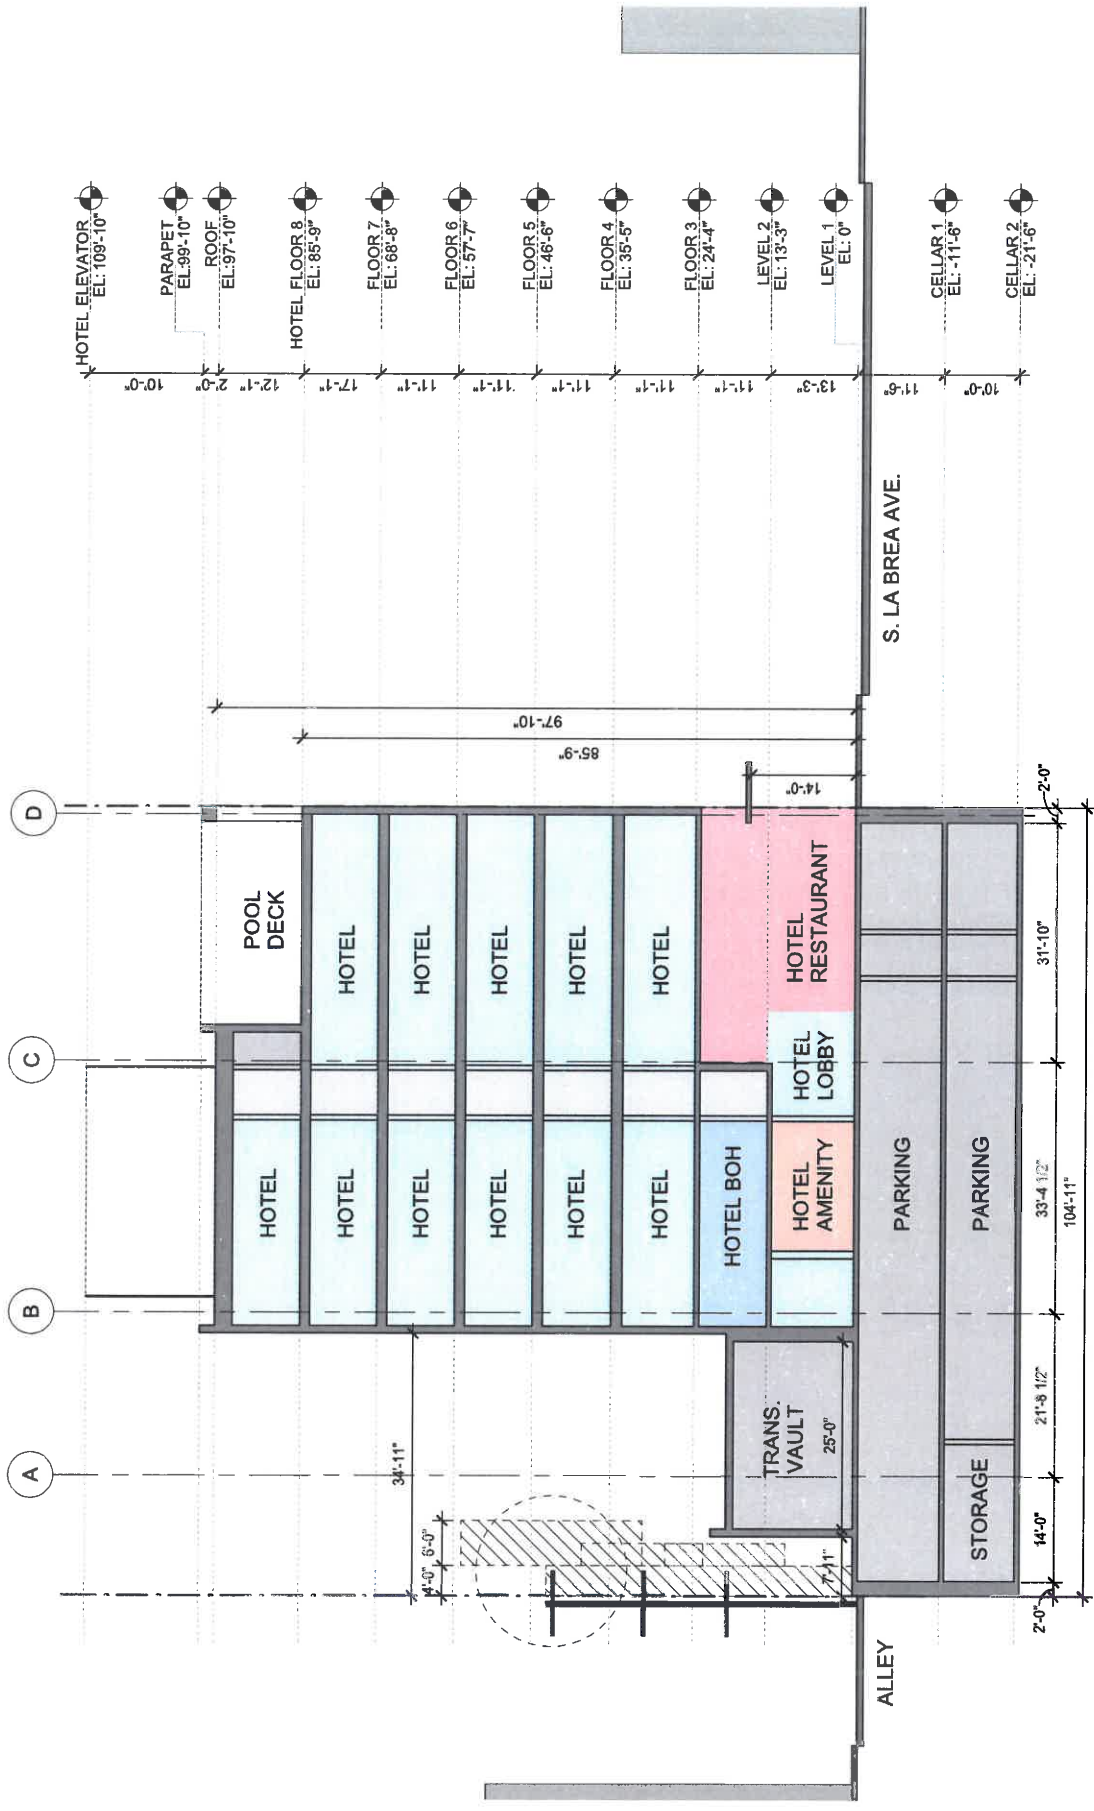 HOTEL ELEVATOR
EL: 109'-10"
PARAPET
EL:99'-10"
ROOF
EL:97'-10"
HOTEL FLOOR 8
EL: 85'-9"
FLOOR 7
EL: 68'-8"
FLOOR 6
EL: 57'-7"
FLOOR 5
EL: 46'-6"
FLOOR 4
EL: 35'-5"
FLOOR 3
EL: 24'-4"
LEVEL 2
EL: 13'-3"
LEVEL 1
EL: 0"
CELLAR 1
EL: -11'-6"
CELLAR 2
EL: -21'-6"
10'-0"
2'-0"
12'-1"
17'-1"
11'-1"
11'-1"
11'-1"
11'-1"
11'-1"
13'-3"
11'-6"
10'-0"
S. LA BREA AVE.
97'-10"
85'-9"
14'-0"
D
C
B
A
POOL
DECK
HOTEL
HOTEL
HOTEL
HOTEL
HOTEL
HOTEL
HOTEL
HOTEL
HOTEL
HOTEL
HOTEL
HOTEL BOH
HOTEL
RESTAURANT
HOTEL
LOBBY
HOTEL
AMENITY
TRANS.
VAULT
25'-0"
PARKING
PARKING
STORAGE
34'-11"
4'-0"
6'-0"
7'-11"
ALLEY
2'-0"
14'-0"
21'-8 1/2"
33'-4 1/2"
31'-10"
2'-0"
104'-11"